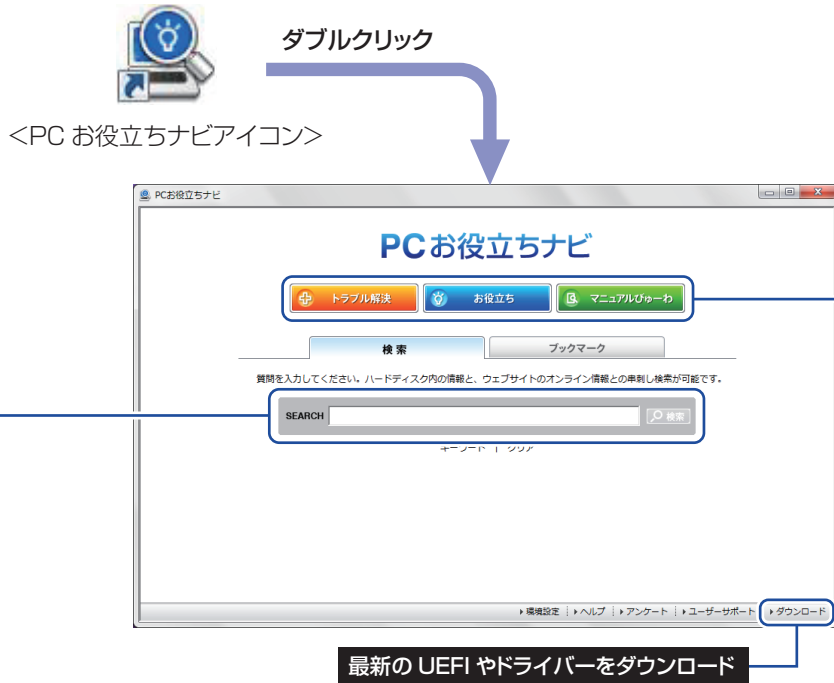 ダブルクリック
<PC お役立ちナビアイコン>
PCお役立ちナビ
PCお役立ちナビ
トラブル解決
お役立ち
マニュアルびゅーわ
検索
ブックマーク
質問を入力してください。ハードディスク内の情報と、ウェブサイトのオンライン情報との串刺し検索が可能です。
SEARCH
検索
キーワード | クリア
環境設定
ヘルプ
アンケート
ユーザーサポート
ダウンロード
最新の UEFI やドライバーをダウンロード